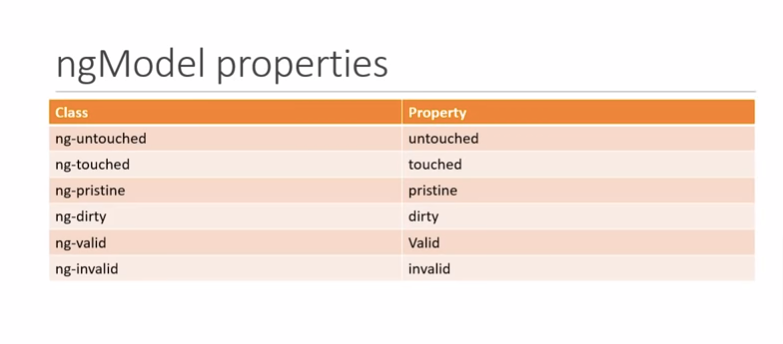 ngModel properties
Class Property
ng-untouched untouched
ng-touched touched
ng-pristine pristine
ng-dirty dirty
ng-valid Valid
ng-invalid invalid